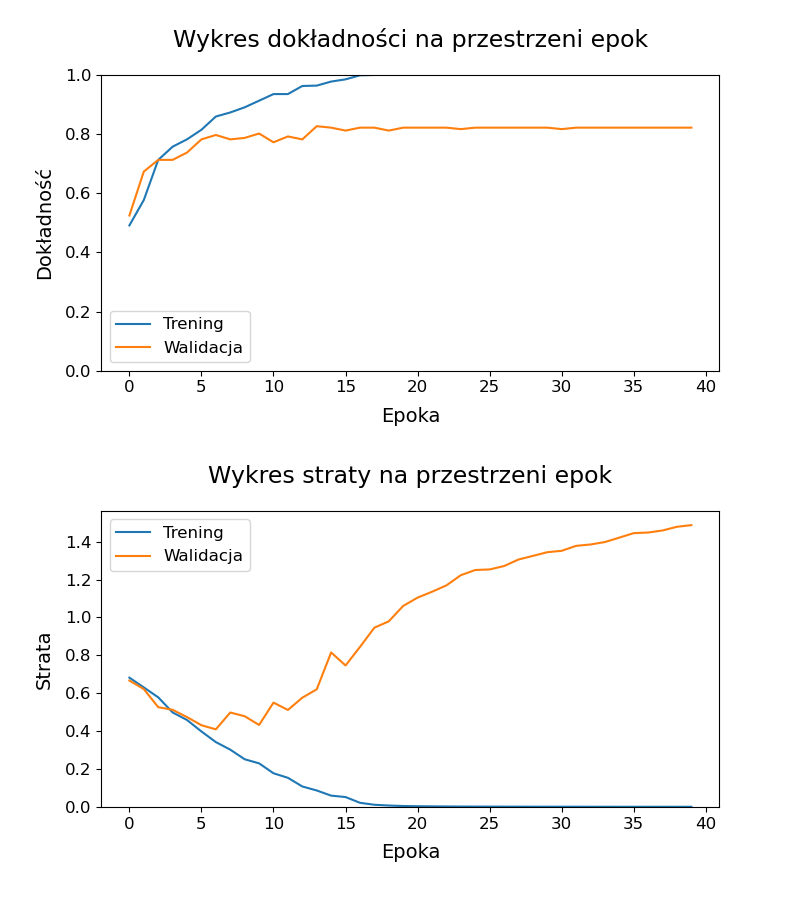 Wykres dokładności na przestrzeni epok
1.0
0.8
0.6
0.4
0.2
0.0
Dokładność
Trening
Walidacja
0 5 10 15 20 25 30 35 40
Epoka
Wykres straty na przestrzeni epok
1.4
1.2
1.0
0.8
0.6
0.4
0.2
0.0
Strata
Trening
Walidacja
0 5 10 15 20 25 30 35 40
Epoka